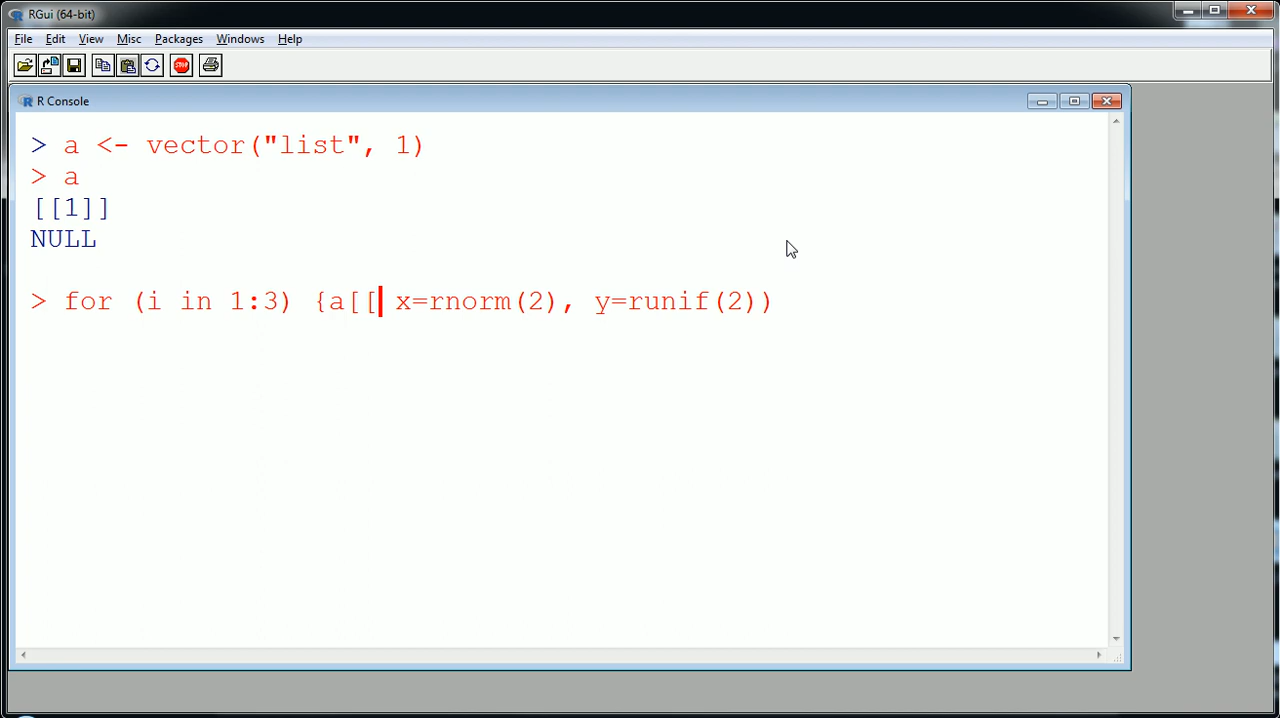 RGui (64-bit)
File Edit View Misc Packages Windows Help
STOP
R Console
> a <- vector("list", 1)
> a
[[1]]
NULL
> for (i in 1:3) {a[[ x=rnorm(2), y=runif(2))